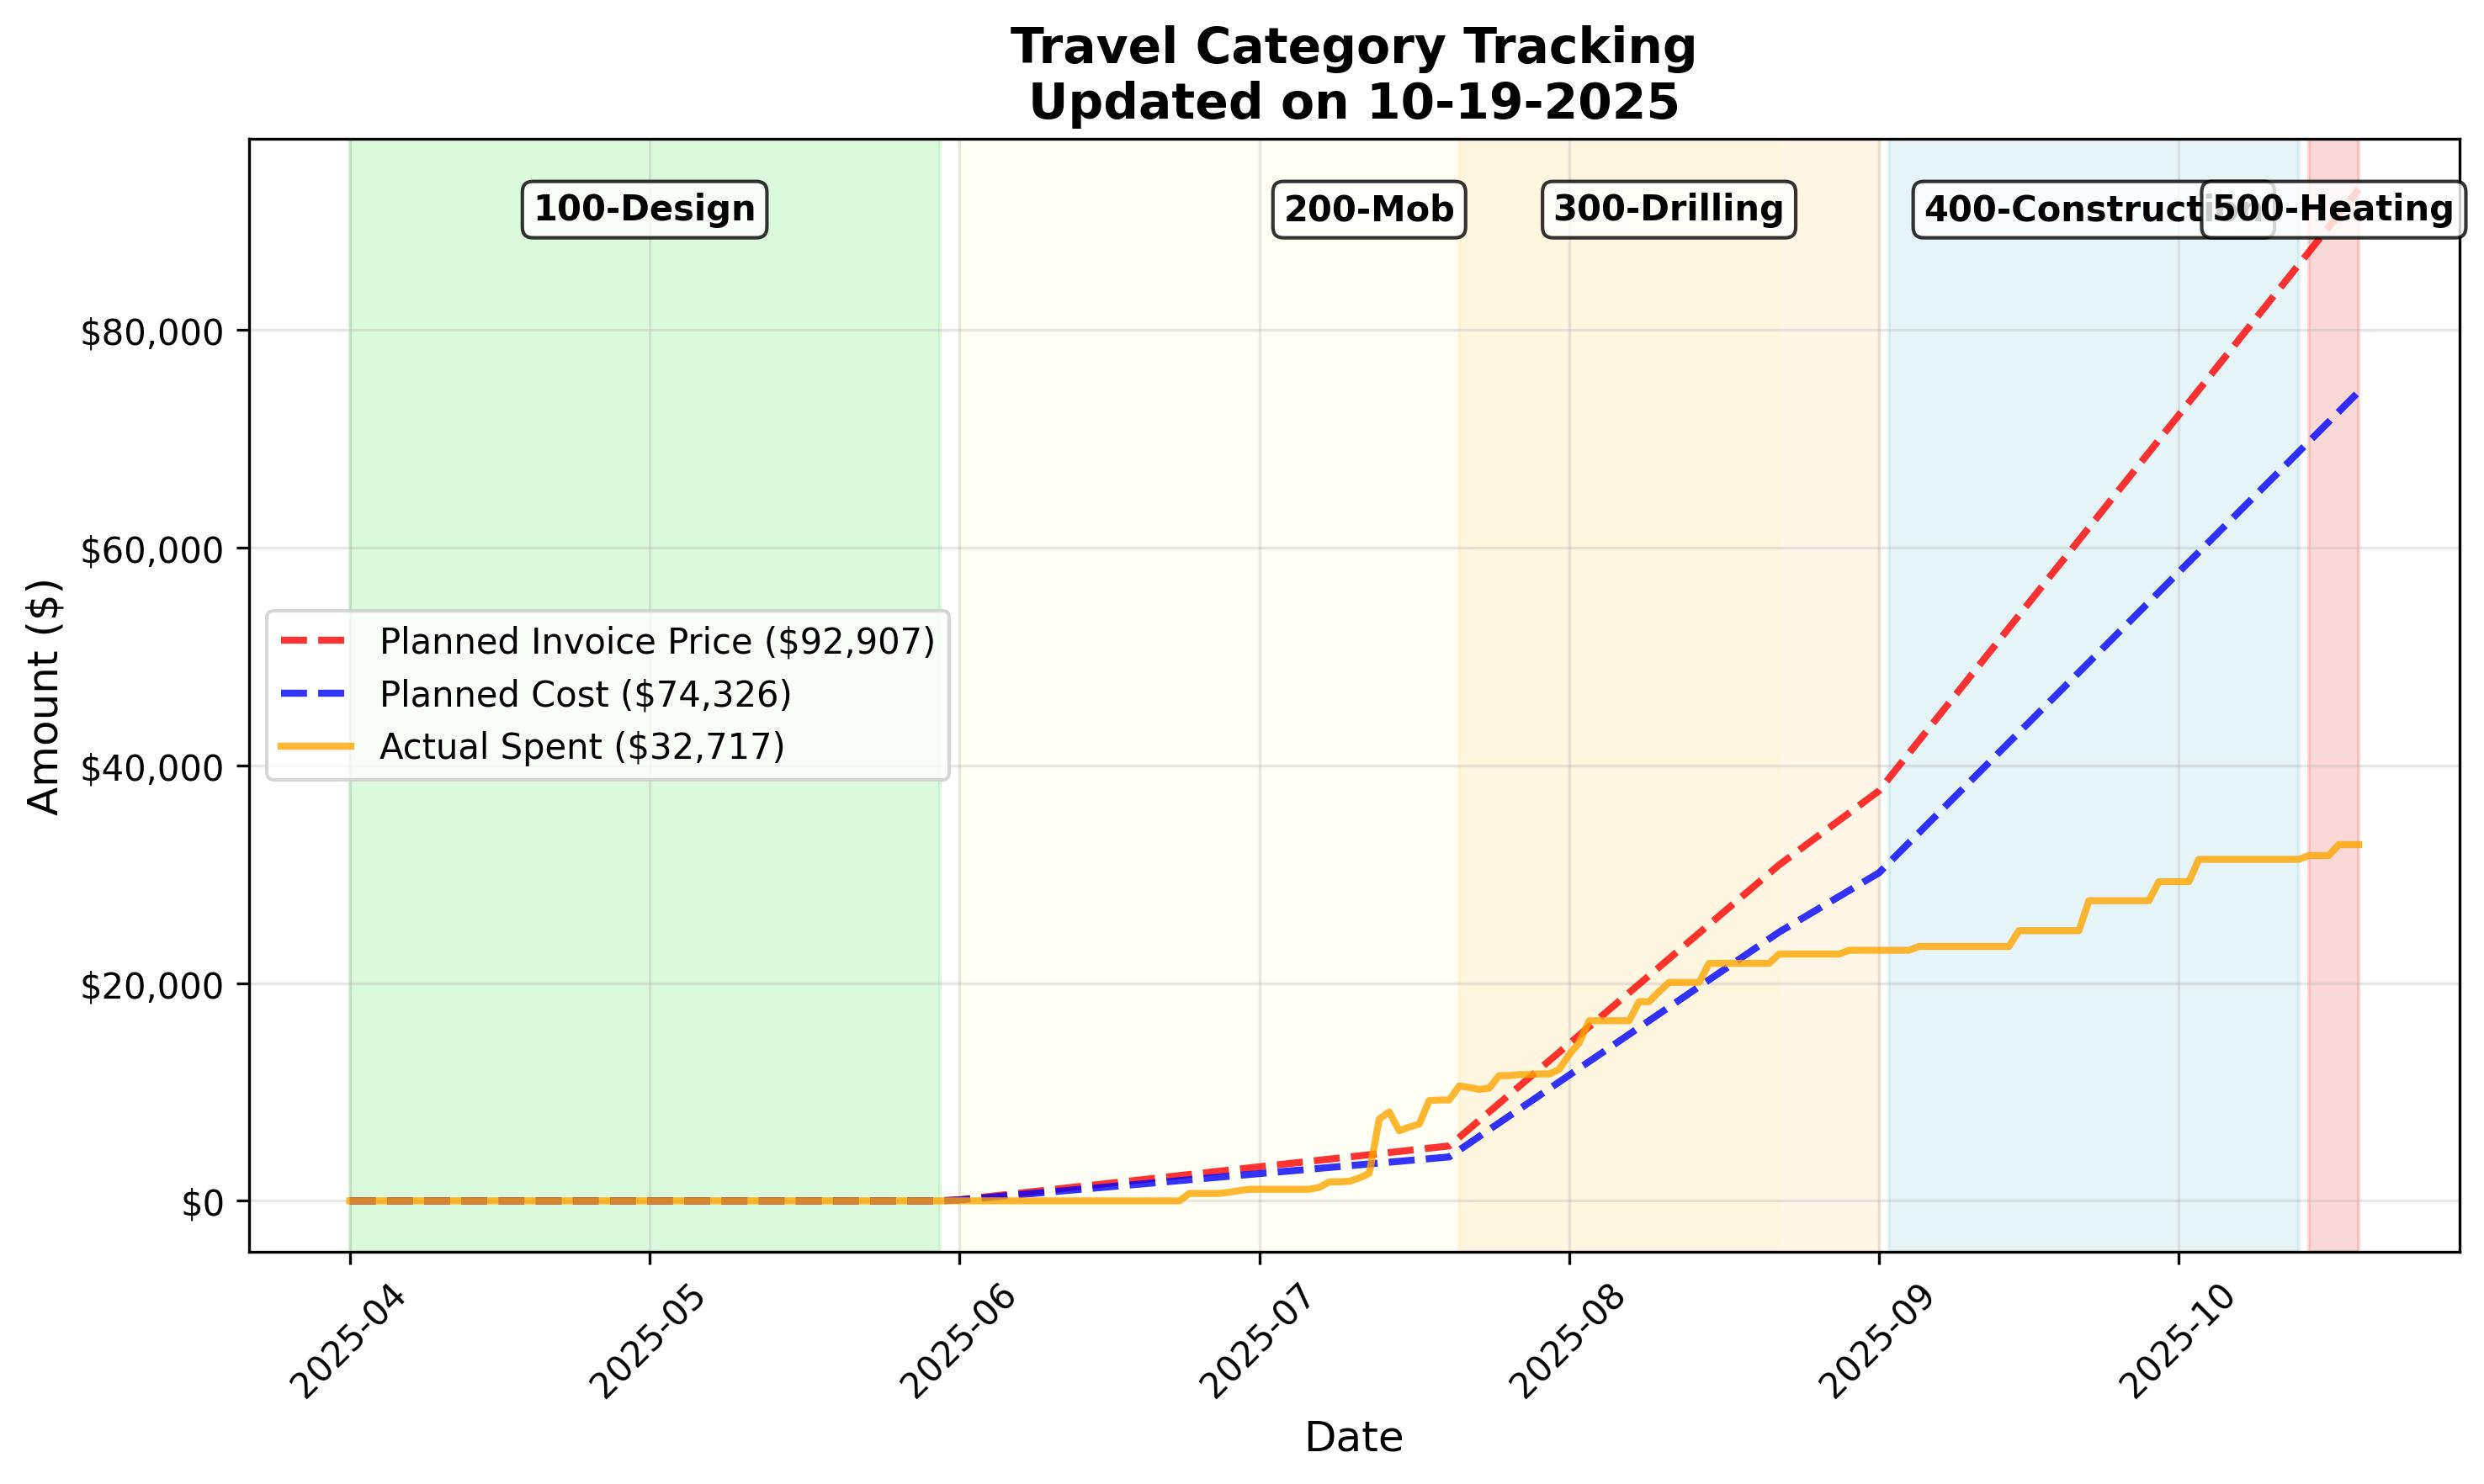 Travel Category Tracking
Updated on 10-19-2025
100-Design
200-Mob
300-Drilling
400-Construction
500-Heating
Amount ($)
$80,000
$60,000
$40,000
$20,000
$0
Planned Invoice Price ($92,907)
Planned Cost ($74,326)
Actual Spent ($32,717)
2025-04
2025-05
2025-06
2025-07
2025-08
2025-09
2025-10
Date